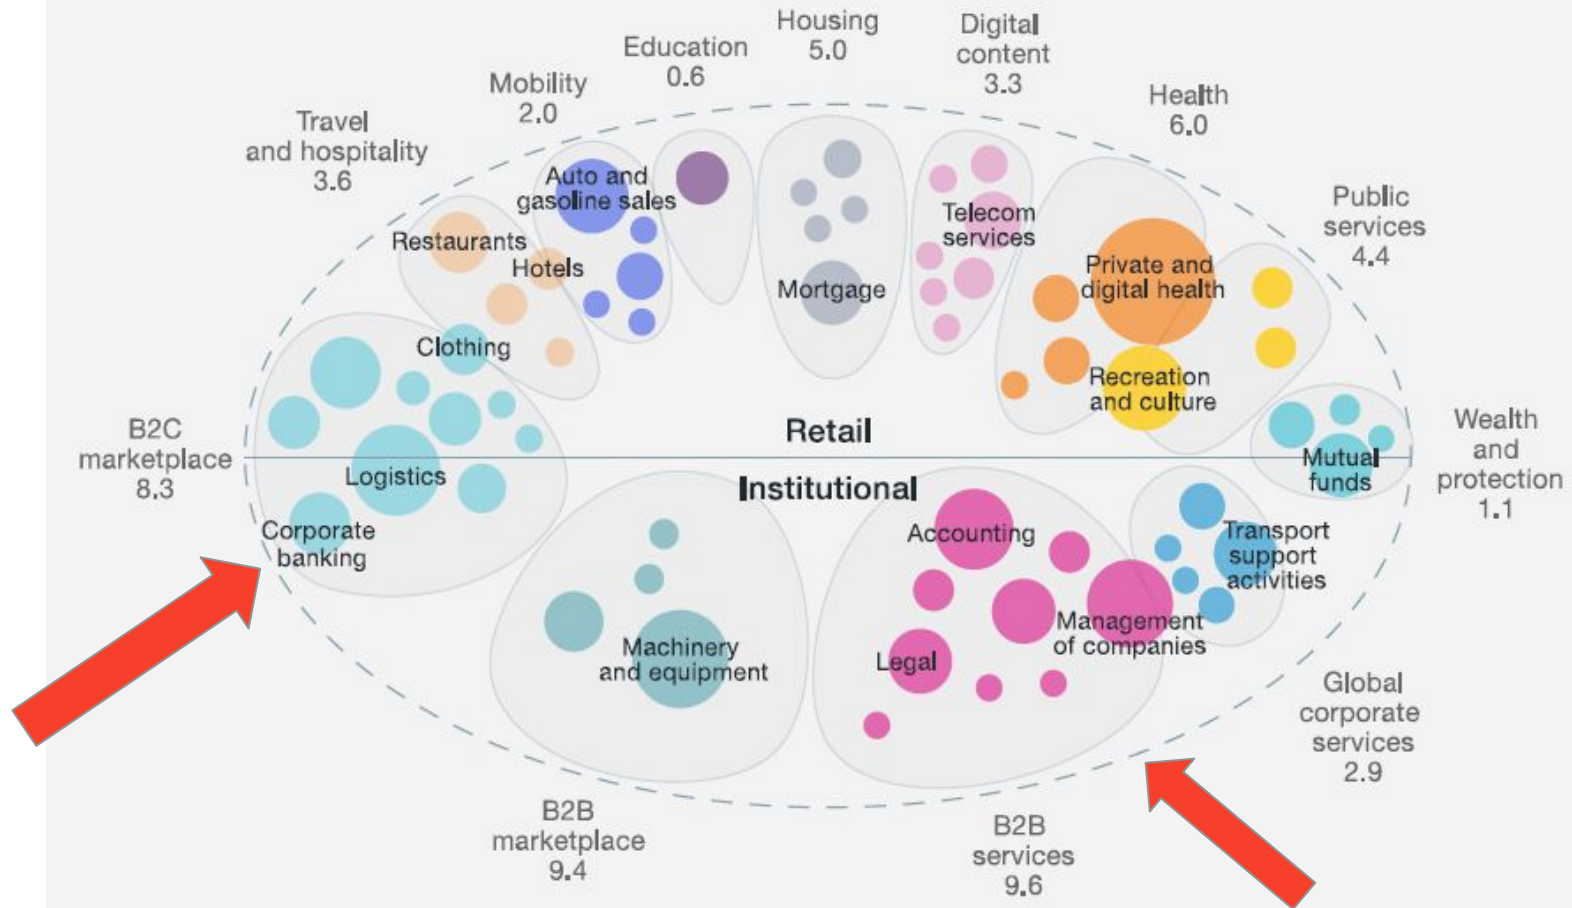 Housing
5.0
Digital
content
3.3
Education
0.6
Mobility
2.0
Health
6.0
Travel
and hospitality
3.6
Public
services
4.4
B2C
marketplace
8.3
Wealth
and
protection
1.1
Auto and
gasoline sales
Restaurants
Hotels
Clothing
Mortgage
Telecom
services
Private and
digital health
Recreation
and culture
Retail
Institutional
Logistics
Corporate
banking
Mutual
funds
Accounting
Transport
support
activities
Machinery
and equipment
Legal
Management
of companies
Global
corporate
services
2.9
B2B
marketplace
9.4
B2B
services
9.6